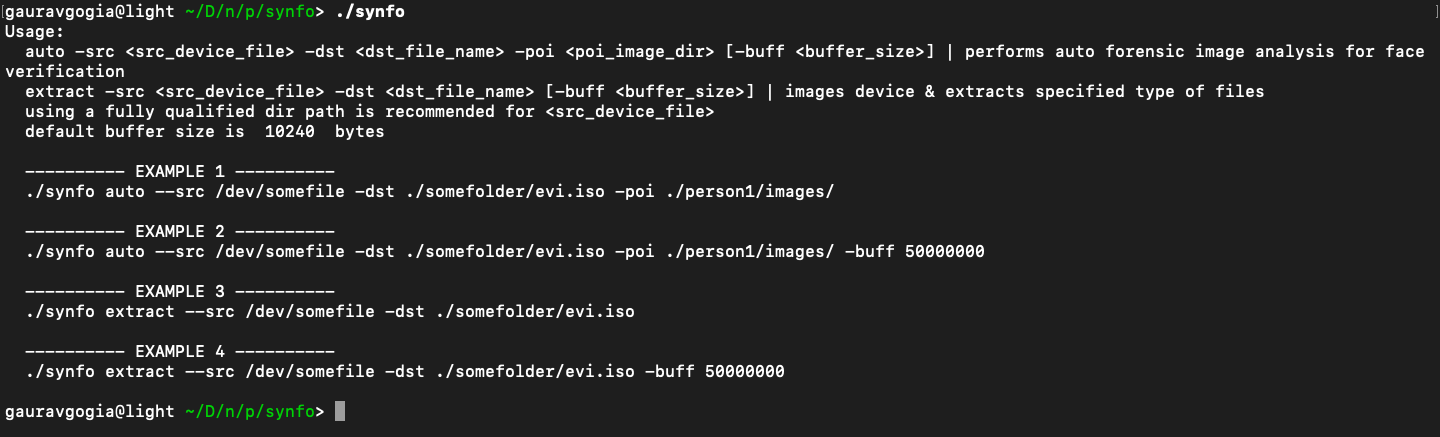 gauravgogia@light ~/D/n/p/synfo> ./synfo
Usage:
  auto -src <src_device_file> -dst <dst_file_name> -poi <poi_image_dir> [-buff <buffer_size>] | performs auto forensic image analysis for face
verification
  extract -src <src_device_file> -dst <dst_file_name> [-buff <buffer_size>] | images device & extracts specified type of files
  using a fully qualified dir path is recommended for <src_device_file>
  default buffer size is  10240  bytes

  ---------- EXAMPLE 1 ----------
  ./synfo auto --src /dev/somefile -dst ./somefolder/evi.iso -poi ./person1/images/

  ---------- EXAMPLE 2 ----------
  ./synfo auto --src /dev/somefile -dst ./somefolder/evi.iso -poi ./person1/images/ -buff 50000000

  ---------- EXAMPLE 3 ----------
  ./synfo extract --src /dev/somefile -dst ./somefolder/evi.iso

  ---------- EXAMPLE 4 ----------
  ./synfo extract --src /dev/somefile -dst ./somefolder/evi.iso -buff 50000000

gauravgogia@light ~/D/n/p/synfo>